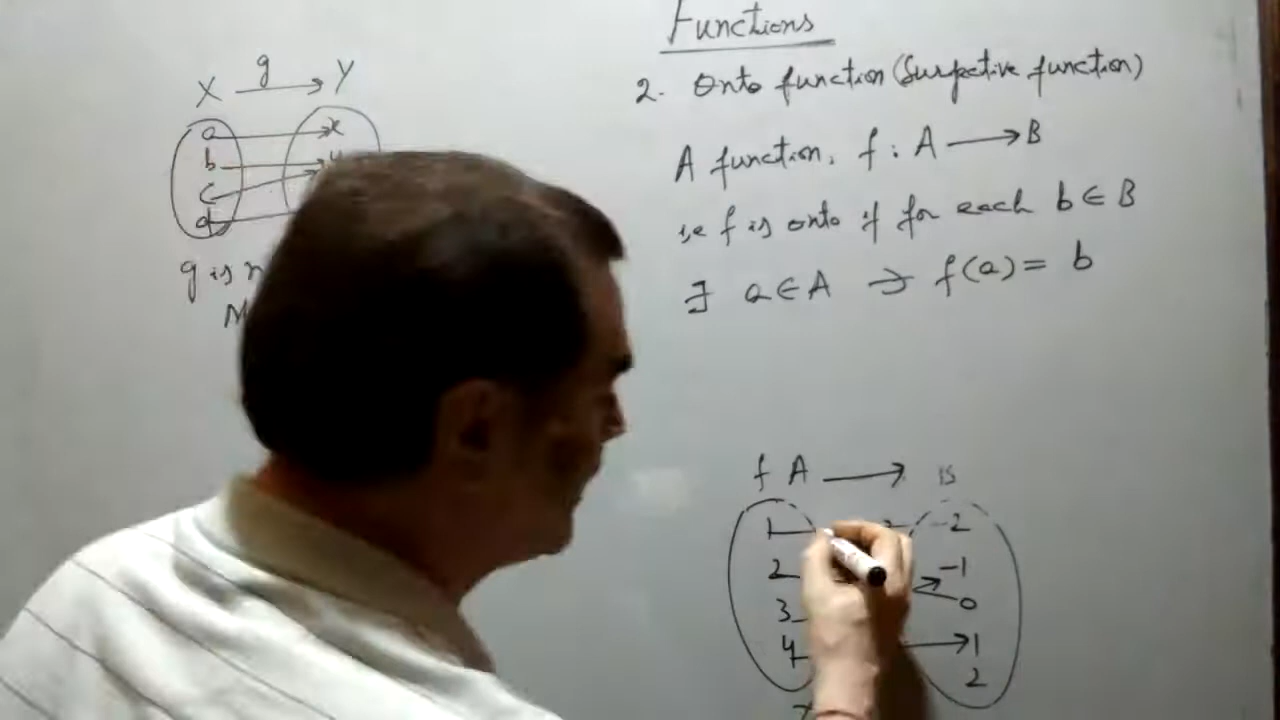 Functions
2. Onto function (Surjective function)
A function, f : A ⟶ B
ie f is onto if for each b ∈ B
∃ a ∈ A ∋ f(a) = b
X g ⟶ Y
a x
b
c
d
g is
f A ⟶
1 -2
2 -1
3 0
4 1
2